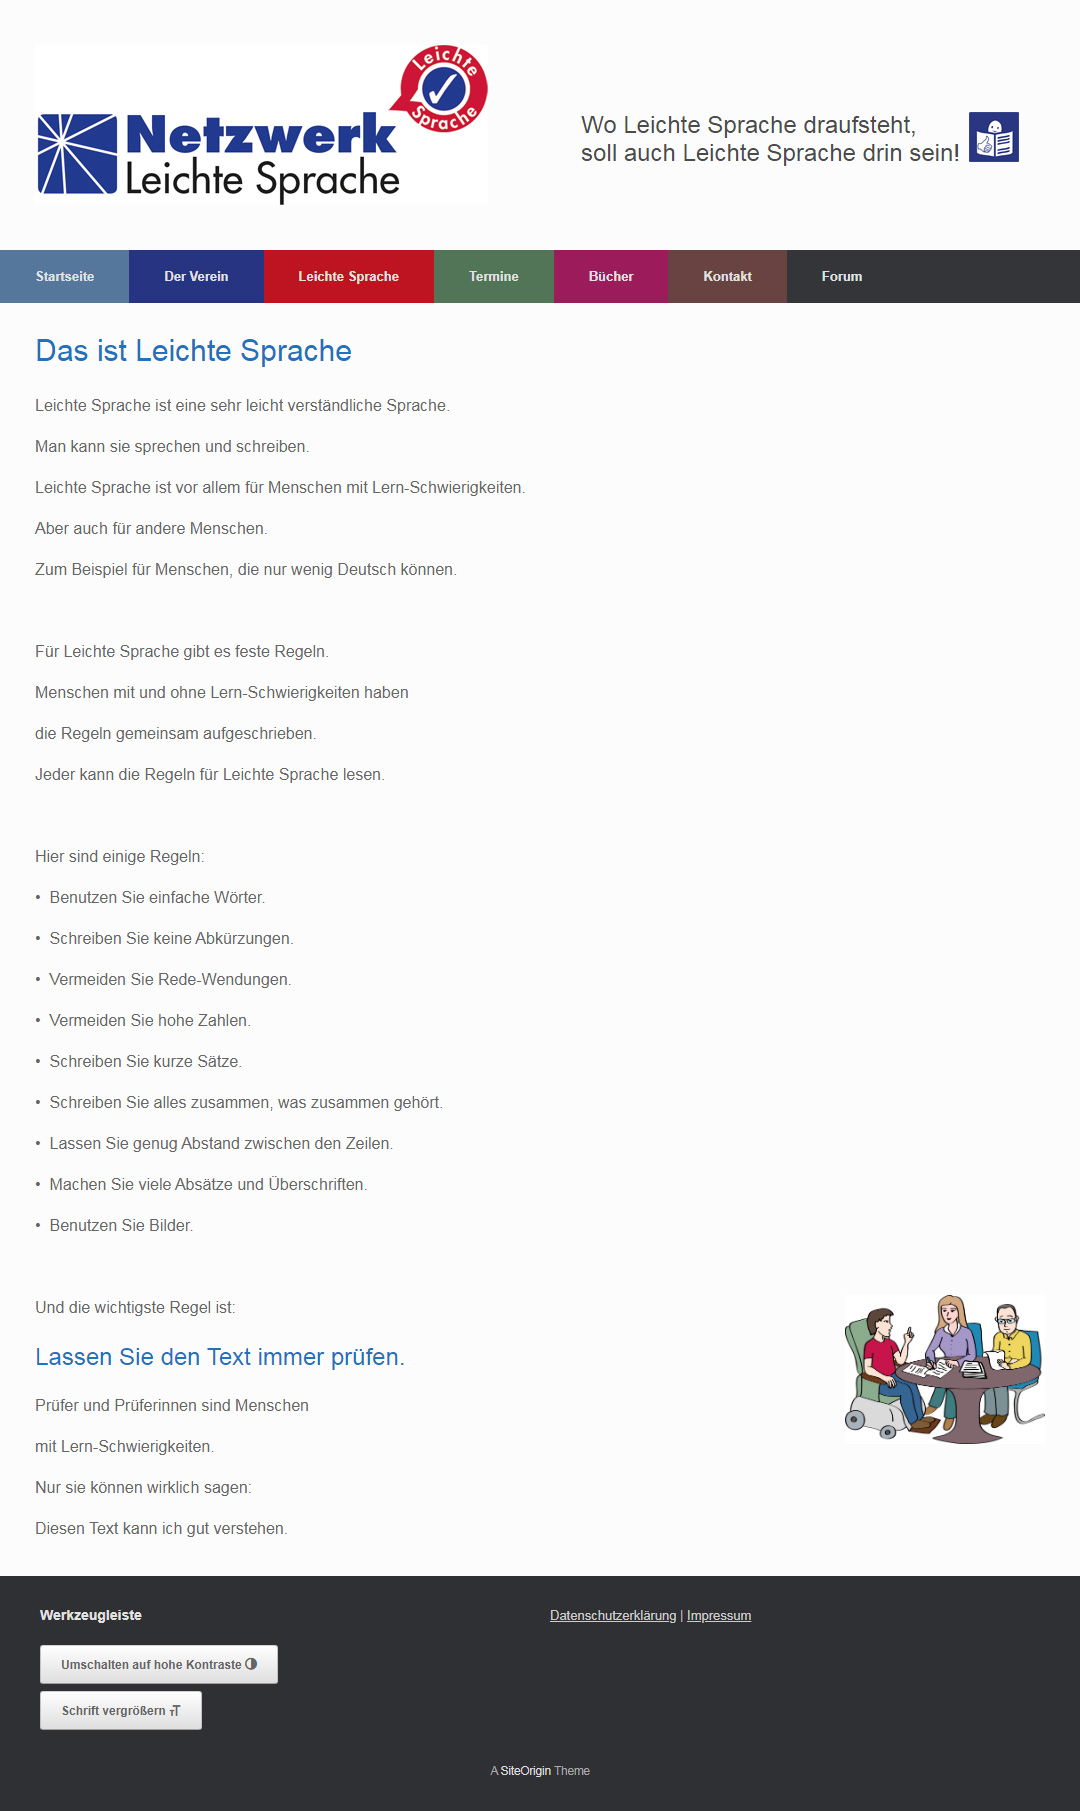 Leichte
Sprache
Netzwerk
Leichte Sprache
Wo Leichte Sprache draufsteht,
soll auch Leichte Sprache drin sein!
Startseite
Der Verein
Leichte Sprache
Termine
Bücher
Kontakt
Forum
Das ist Leichte Sprache
Leichte Sprache ist eine sehr leicht verständliche Sprache.
Man kann sie sprechen und schreiben.
Leichte Sprache ist vor allem für Menschen mit Lern-Schwierigkeiten.
Aber auch für andere Menschen.
Zum Beispiel für Menschen, die nur wenig Deutsch können.
Für Leichte Sprache gibt es feste Regeln.
Menschen mit und ohne Lern-Schwierigkeiten haben
die Regeln gemeinsam aufgeschrieben.
Jeder kann die Regeln für Leichte Sprache lesen.
Hier sind einige Regeln:
• Benutzen Sie einfache Wörter.
• Schreiben Sie keine Abkürzungen.
• Vermeiden Sie Rede-Wendungen.
• Vermeiden Sie hohe Zahlen.
• Schreiben Sie kurze Sätze.
• Schreiben Sie alles zusammen, was zusammen gehört.
• Lassen Sie genug Abstand zwischen den Zeilen.
• Machen Sie viele Absätze und Überschriften.
• Benutzen Sie Bilder.
Und die wichtigste Regel ist:
Lassen Sie den Text immer prüfen.
Prüfer und Prüferinnen sind Menschen
mit Lern-Schwierigkeiten.
Nur sie können wirklich sagen:
Diesen Text kann ich gut verstehen.
Werkzeugleiste
Datenschutzerklärung | Impressum
Umschalten auf hohe Kontraste
Schrift vergrößern
A SiteOrigin Theme